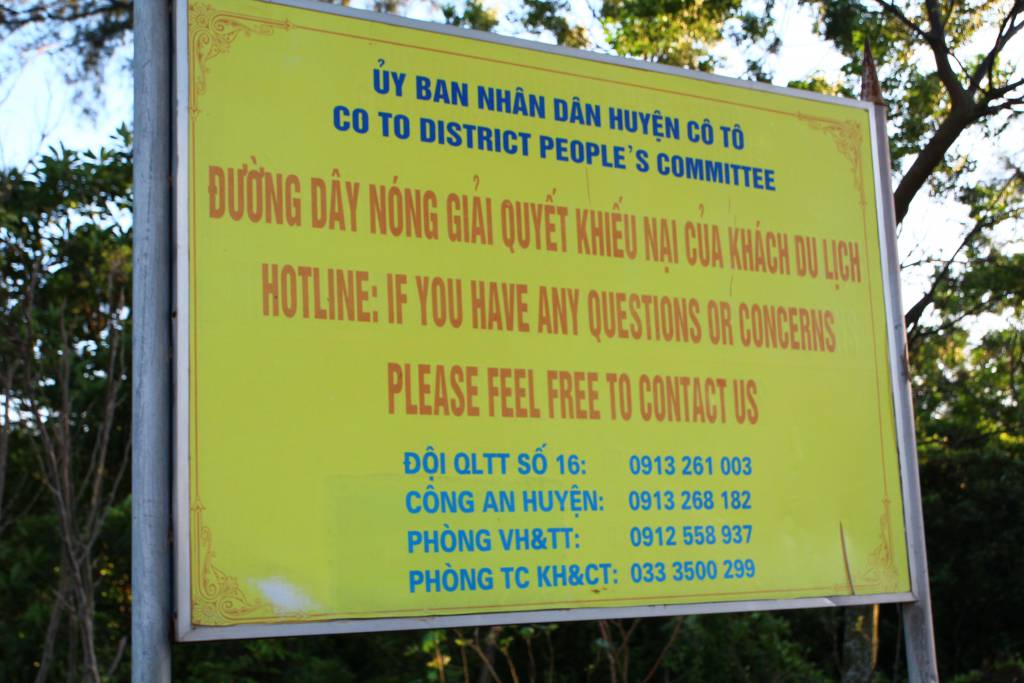 ỦY BAN NHÂN DÂN HUYỆN CÔ TÔ
CO TO DISTRICT PEOPLE'S COMMITTEE
ĐƯỜNG DÂY NÓNG GIẢI QUYẾT KHIẾU NẠI CỦA KHÁCH DU LỊCH
HOTLINE: IF YOU HAVE ANY QUESTIONS OR CONCERNS
PLEASE FEEL FREE TO CONTACT US
ĐỘI QLTT SỐ 16: 0913 261 003
CÔNG AN HUYỆN: 0913 268 182
PHÒNG VH&TT: 0912 558 937
PHÒNG TC KH&CT: 033 3500 299